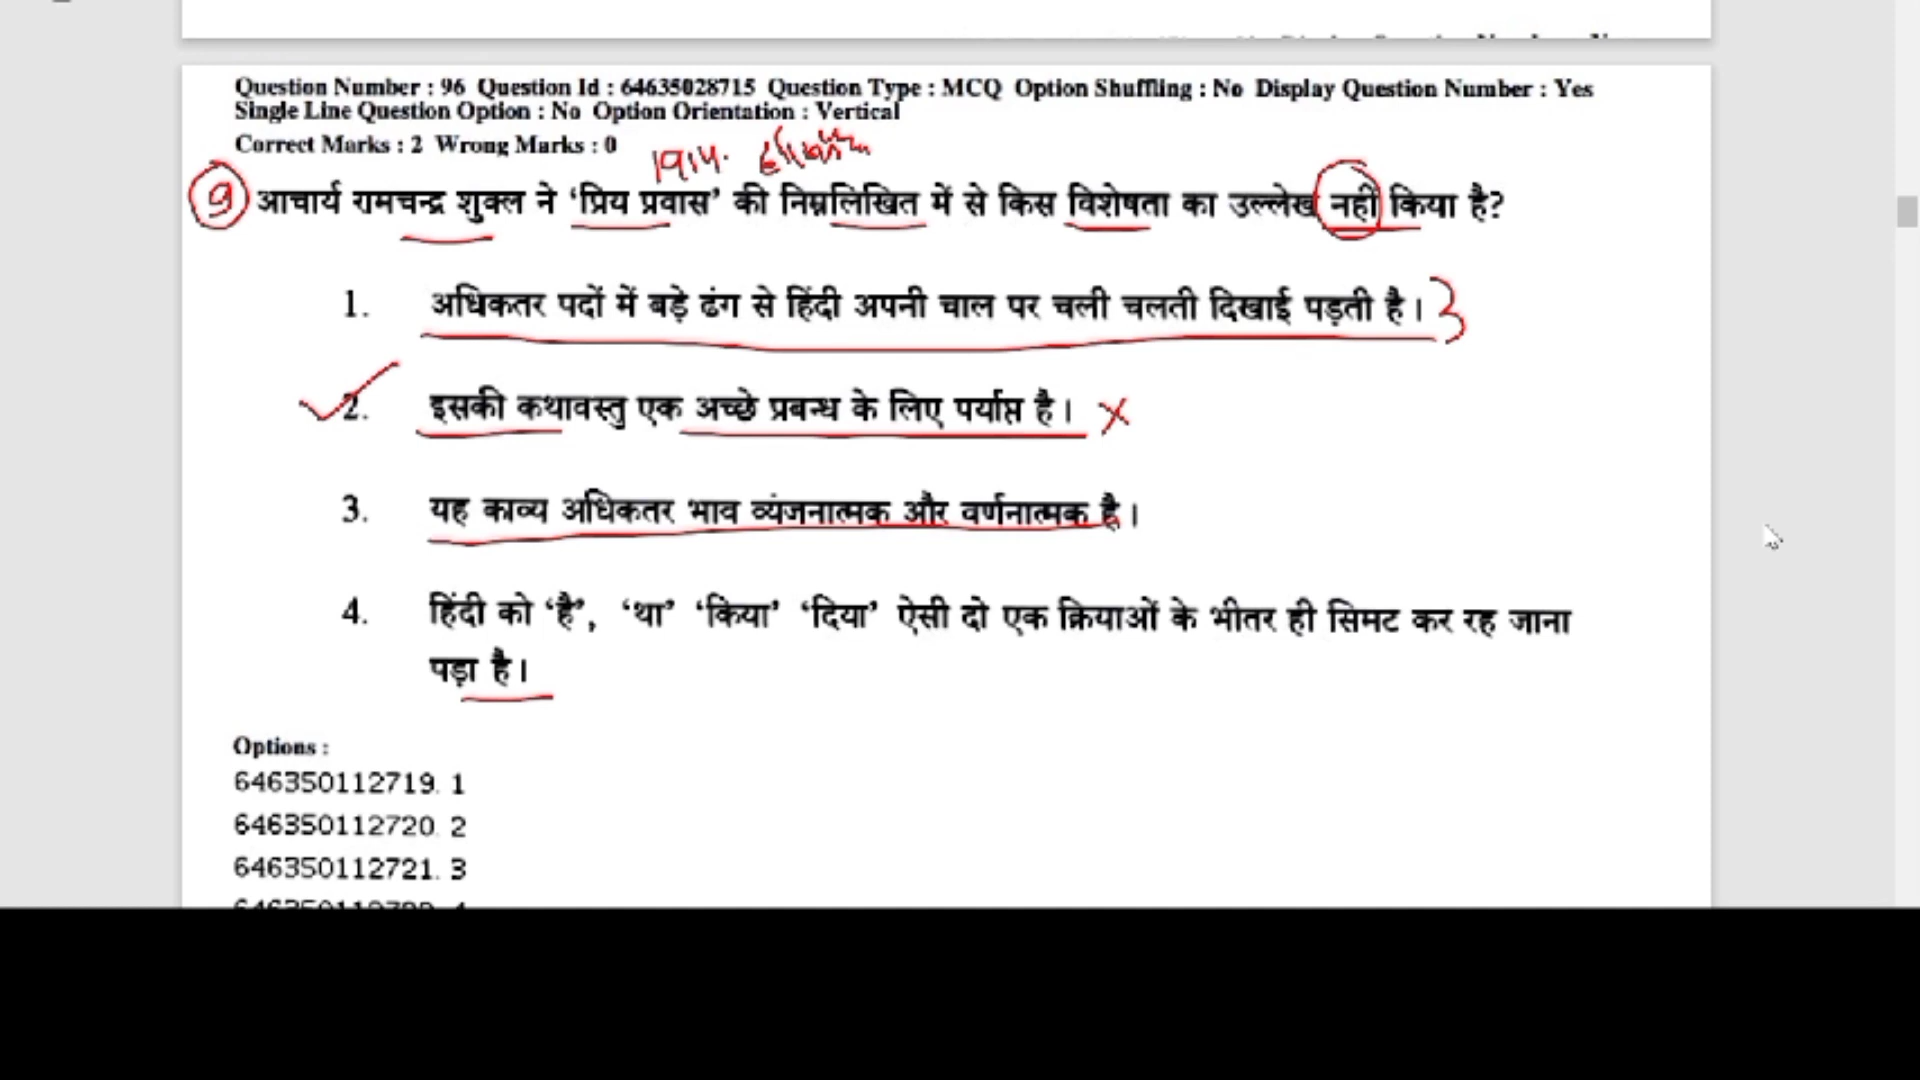 Question Number : 96 Question Id : 64635028715 Question Type : MCQ Option Shuffling : No Display Question Number : Yes
Single Line Question Option : No Option Orientation : Vertical
Correct Marks : 2 Wrong Marks : 0
1914.
9 आचार्य रामचन्द्र शुक्ल ने ‘प्रिय प्रवास’ की निम्नलिखित में से किस विशेषता का उल्लेख नहीं किया है?
1. अधिकतर पदों में बड़े ढंग से हिंदी अपनी चाल पर चली चलती दिखाई पड़ती है।
2. इसकी कथावस्तु एक अच्छे प्रबन्ध के लिए पर्याप्त है।
3. यह काव्य अधिकतर भाव व्यंजनात्मक और वर्णनात्मक है।
4. हिंदी को ‘है’, ‘था’ ‘किया’ ‘दिया’ ऐसी दो एक क्रियाओं के भीतर ही सिमट कर रह जाना
पड़ा है।
Options :
646350112719. 1
646350112720. 2
646350112721. 3